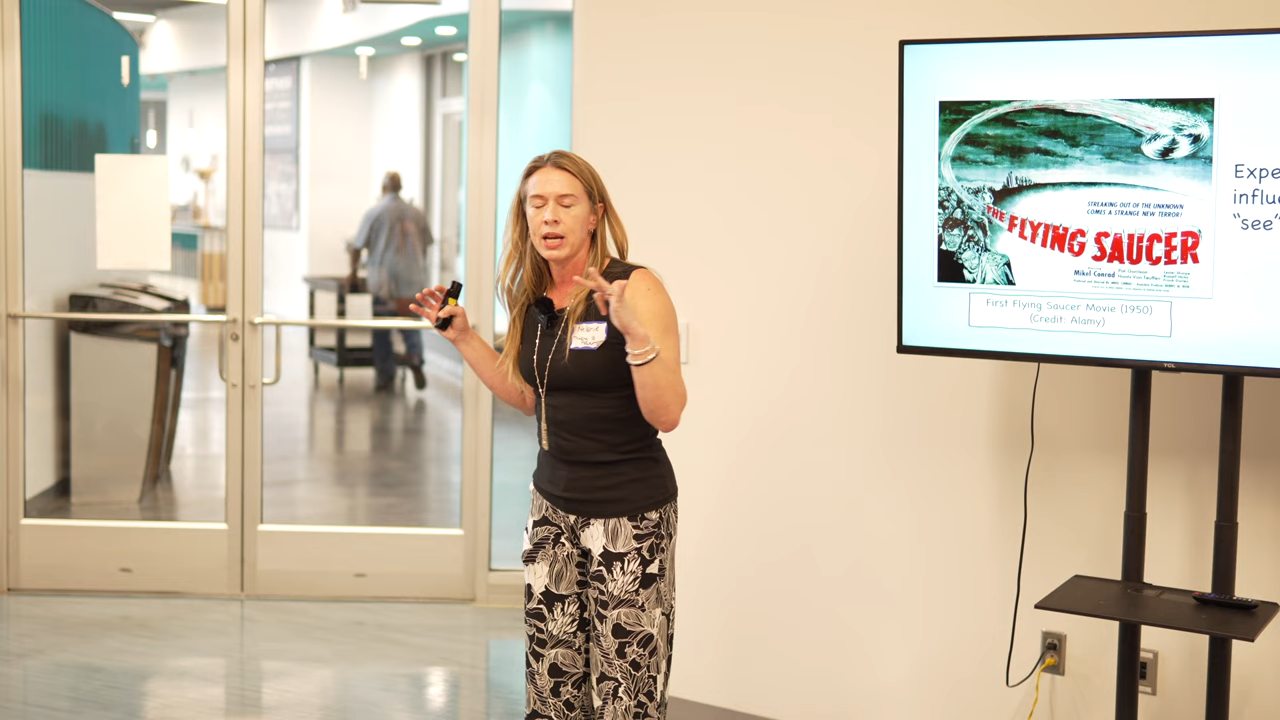 STREAKING OUT OF THE UNKNOWN
COMES A STRANGE NEW TERROR!
THE FLYING SAUCER
Mikel Conrad
First Flying Saucer Movie (1950)
(Credit: Alamy)
Expe
influ
"see"
TCL